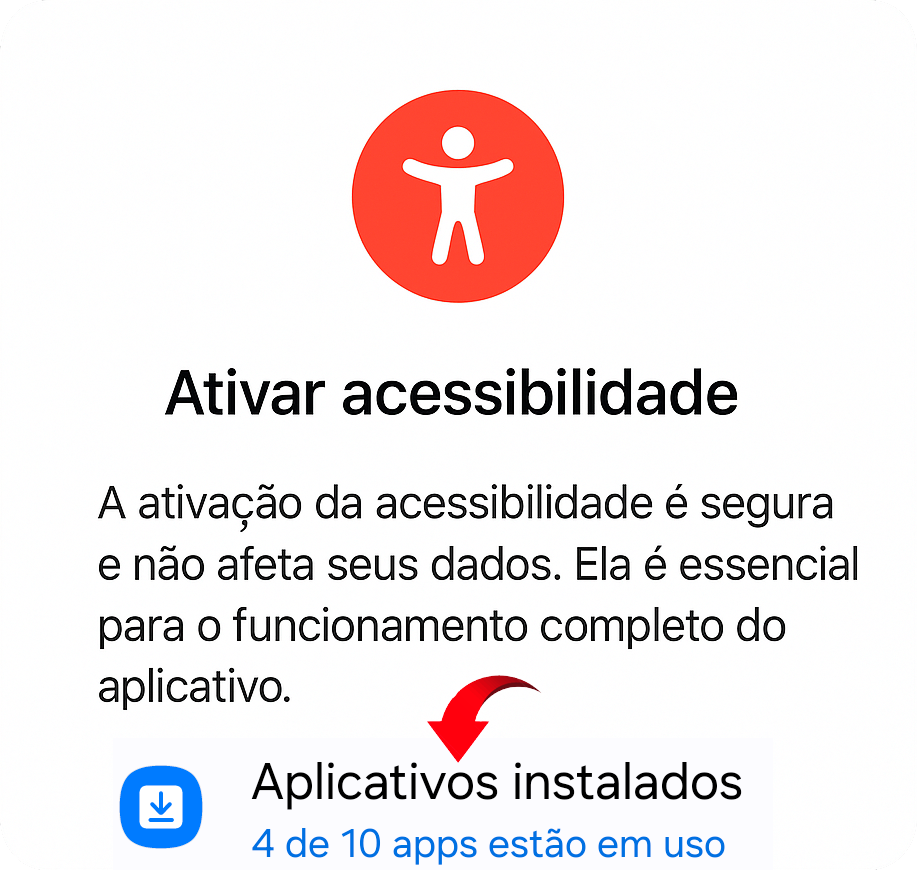 Ativar acessibilidade
A ativação da acessibilidade é segura
e não afeta seus dados. Ela é essencial
para o funcionamento completo do
aplicativo.
Aplicativos instalados
4 de 10 apps estão em uso